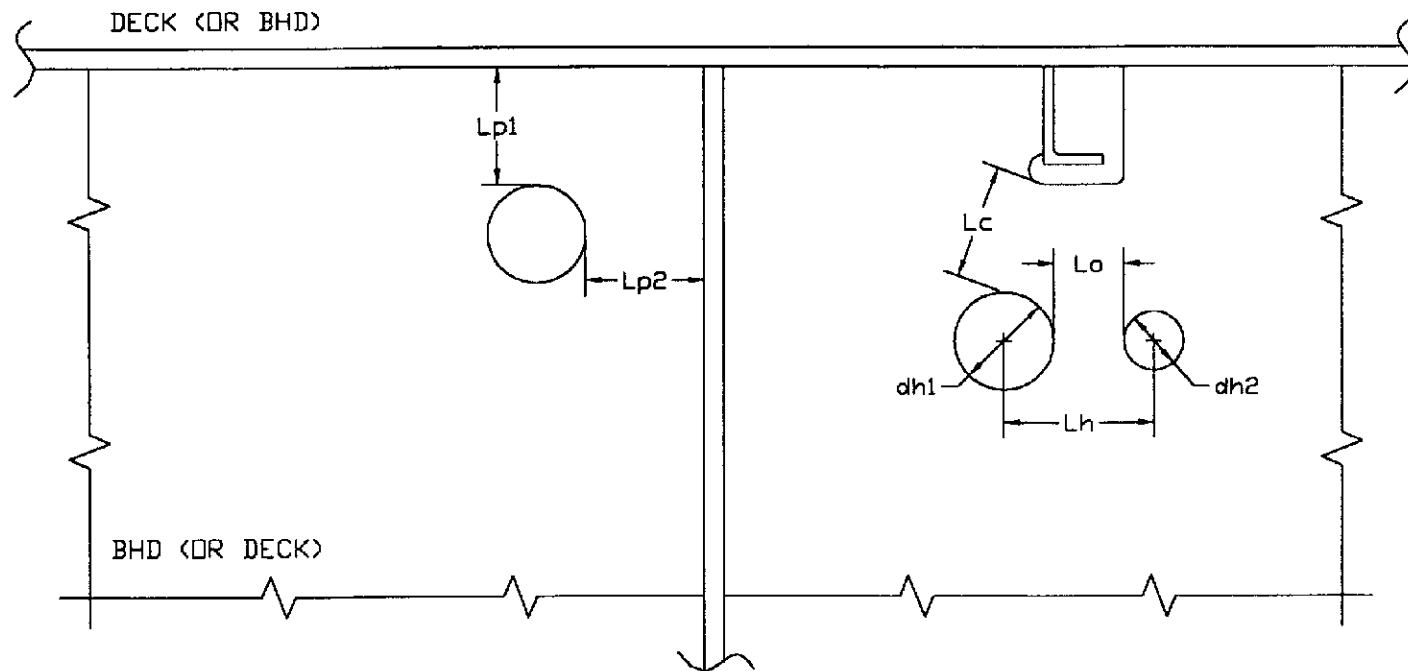 DECK (OR BHD)
Lp1
Lc
Lo
Lp2
dh1
dh2
Lh
BHD (OR DECK)